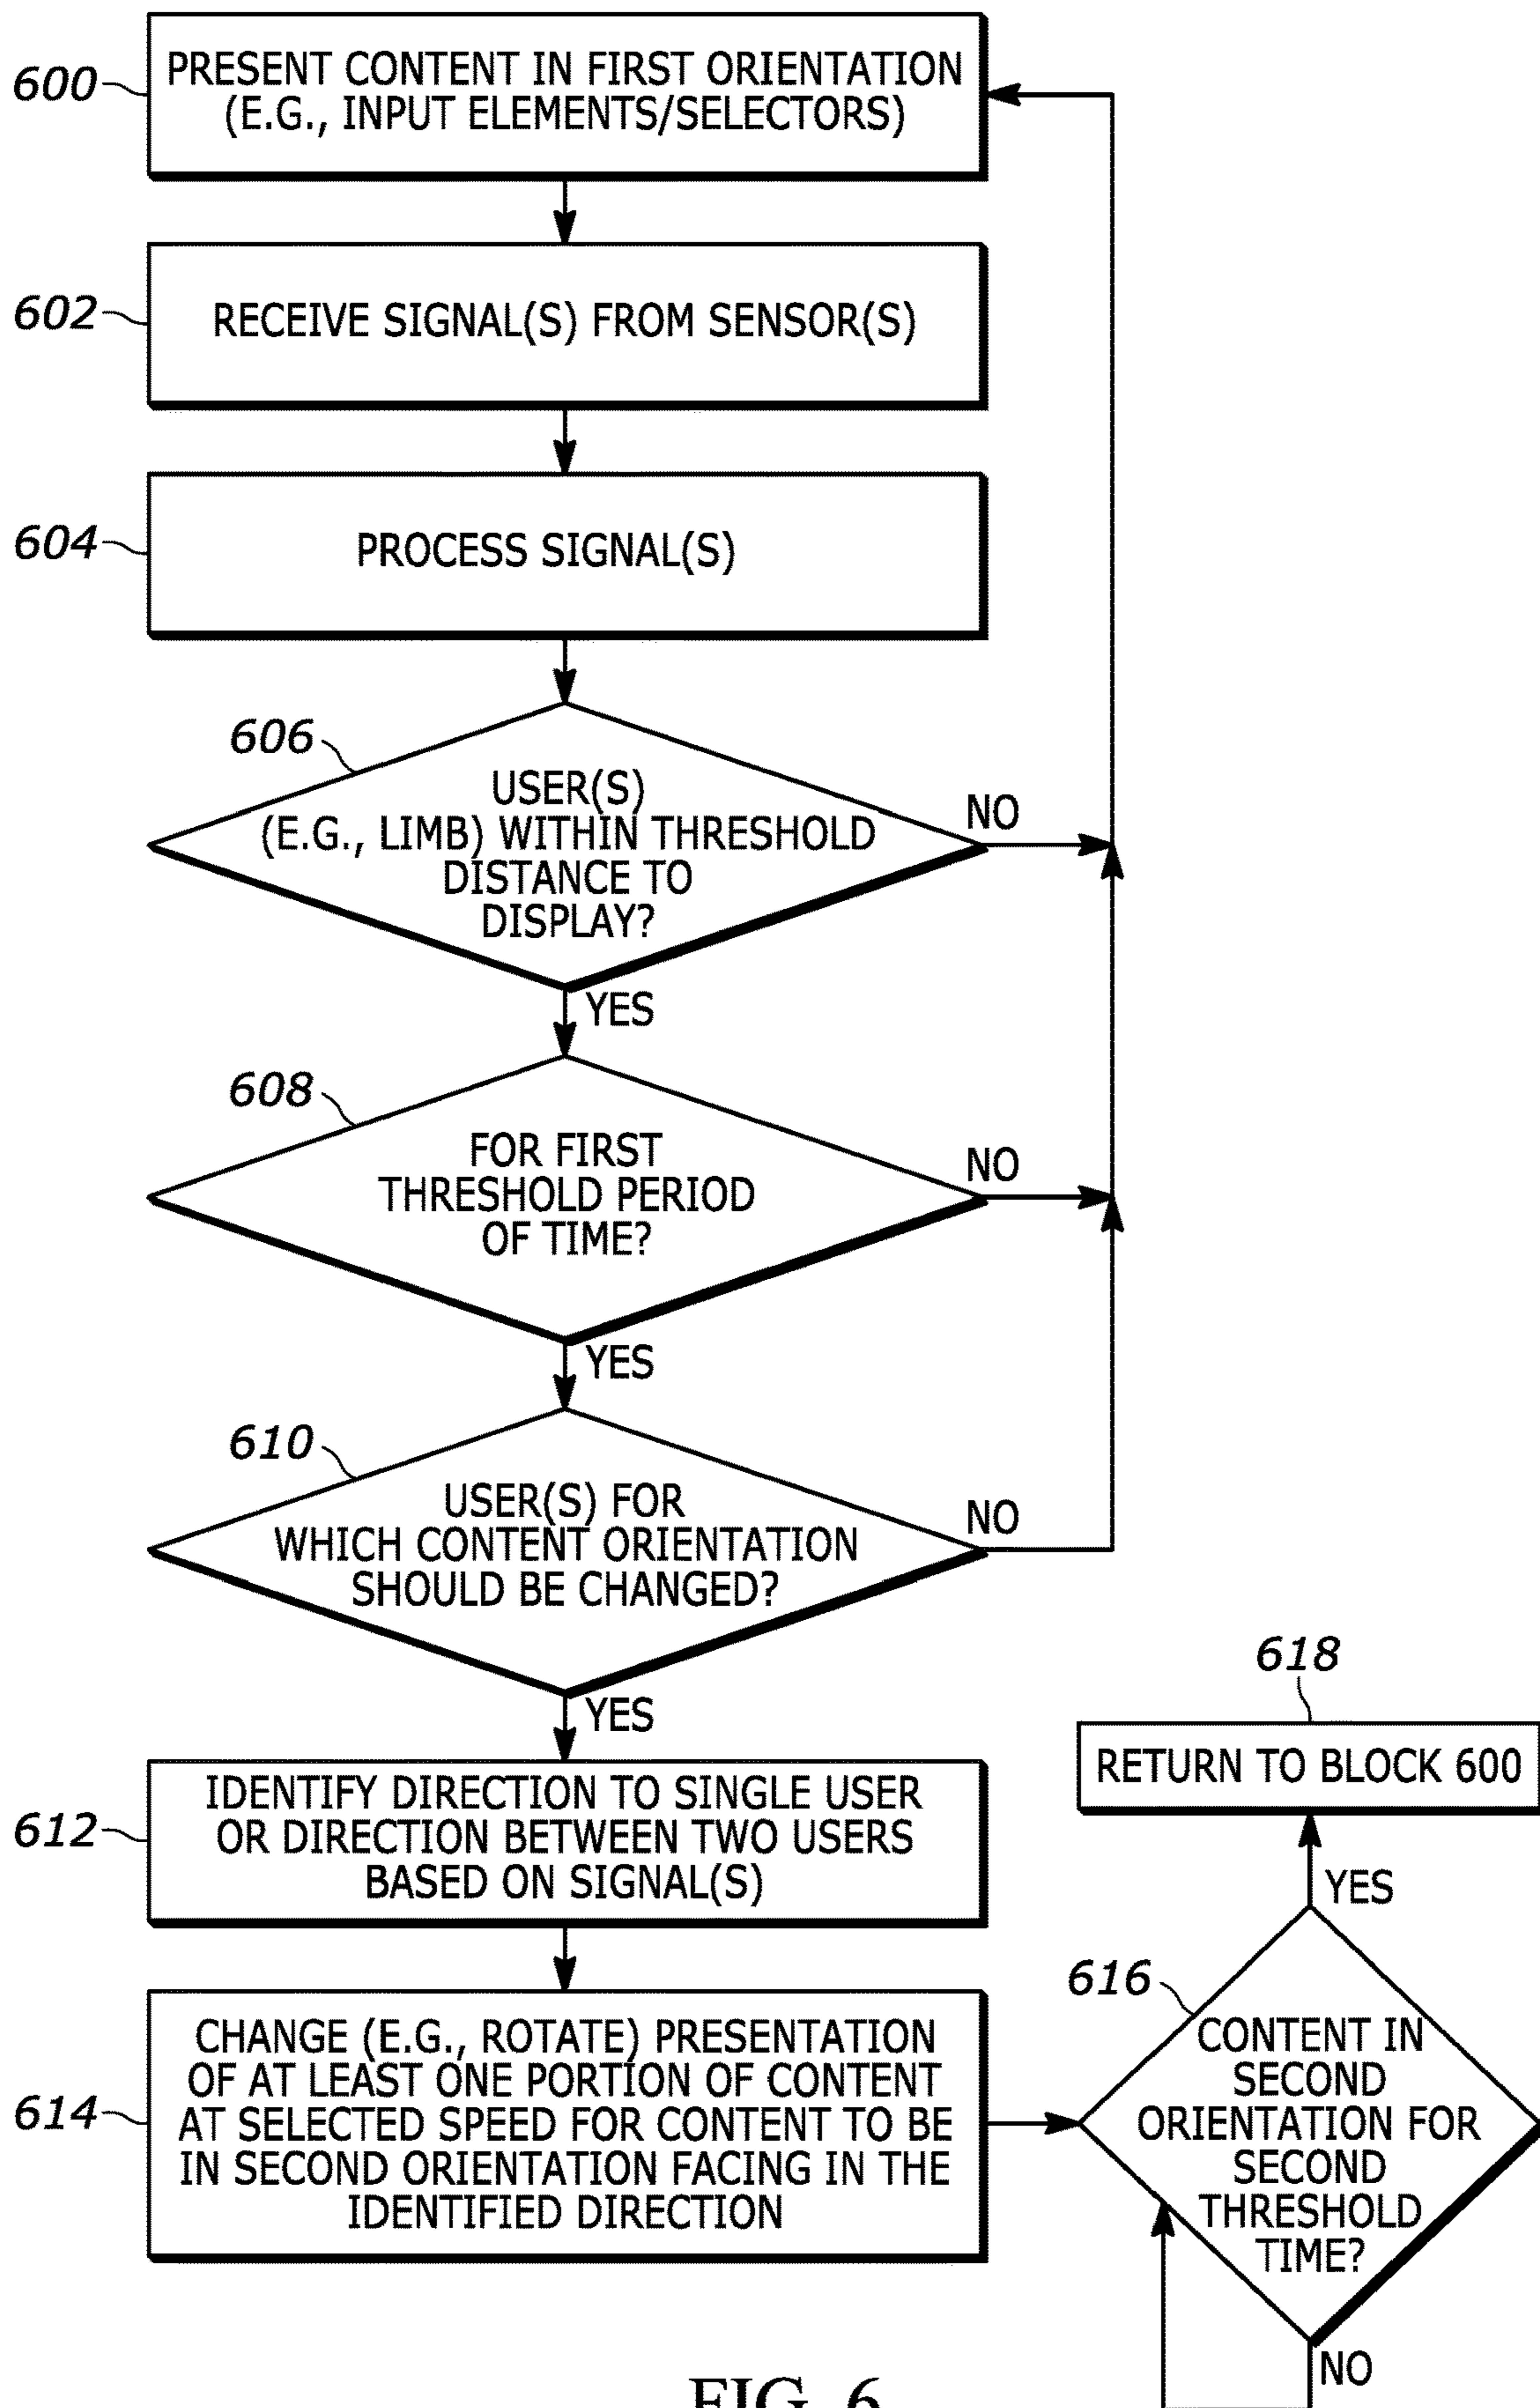 600
PRESENT CONTENT IN FIRST ORIENTATION
(E.G., INPUT ELEMENTS/SELECTORS)
602
RECEIVE SIGNAL(S) FROM SENSOR(S)
604
PROCESS SIGNAL(S)
606
USER(S)
(E.G., LIMB) WITHIN THRESHOLD
DISTANCE TO
DISPLAY?
NO
YES
608
FOR FIRST
THRESHOLD PERIOD
OF TIME?
NO
YES
610
USER(S) FOR
WHICH CONTENT ORIENTATION
SHOULD BE CHANGED?
NO
YES
612
IDENTIFY DIRECTION TO SINGLE USER
OR DIRECTION BETWEEN TWO USERS
BASED ON SIGNAL(S)
614
CHANGE (E.G., ROTATE) PRESENTATION
OF AT LEAST ONE PORTION OF CONTENT
AT SELECTED SPEED FOR CONTENT TO BE
IN SECOND ORIENTATION FACING IN THE
IDENTIFIED DIRECTION
618
RETURN TO BLOCK 600
YES
616
CONTENT IN
SECOND
ORIENTATION FOR
SECOND
THRESHOLD
TIME?
NO
FIG. 6